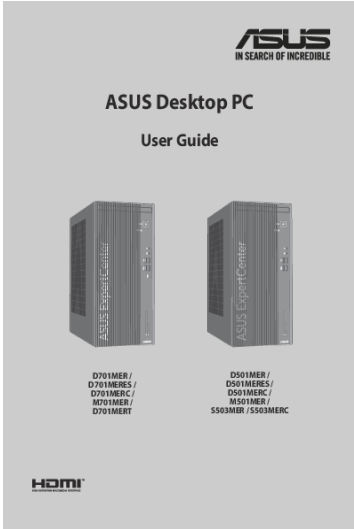 ASUS
IN SEARCH OF INCREDIBLE
ASUS Desktop PC
User Guide
ASUS ExpertCenter
ASUS ExpertCenter
D701MER /
D701MERES /
D701MERC /
M701MER /
D701MERT
D501MER /
D501MERES /
D501MERC /
M501MER /
S503MER / S503MERC
HDMI